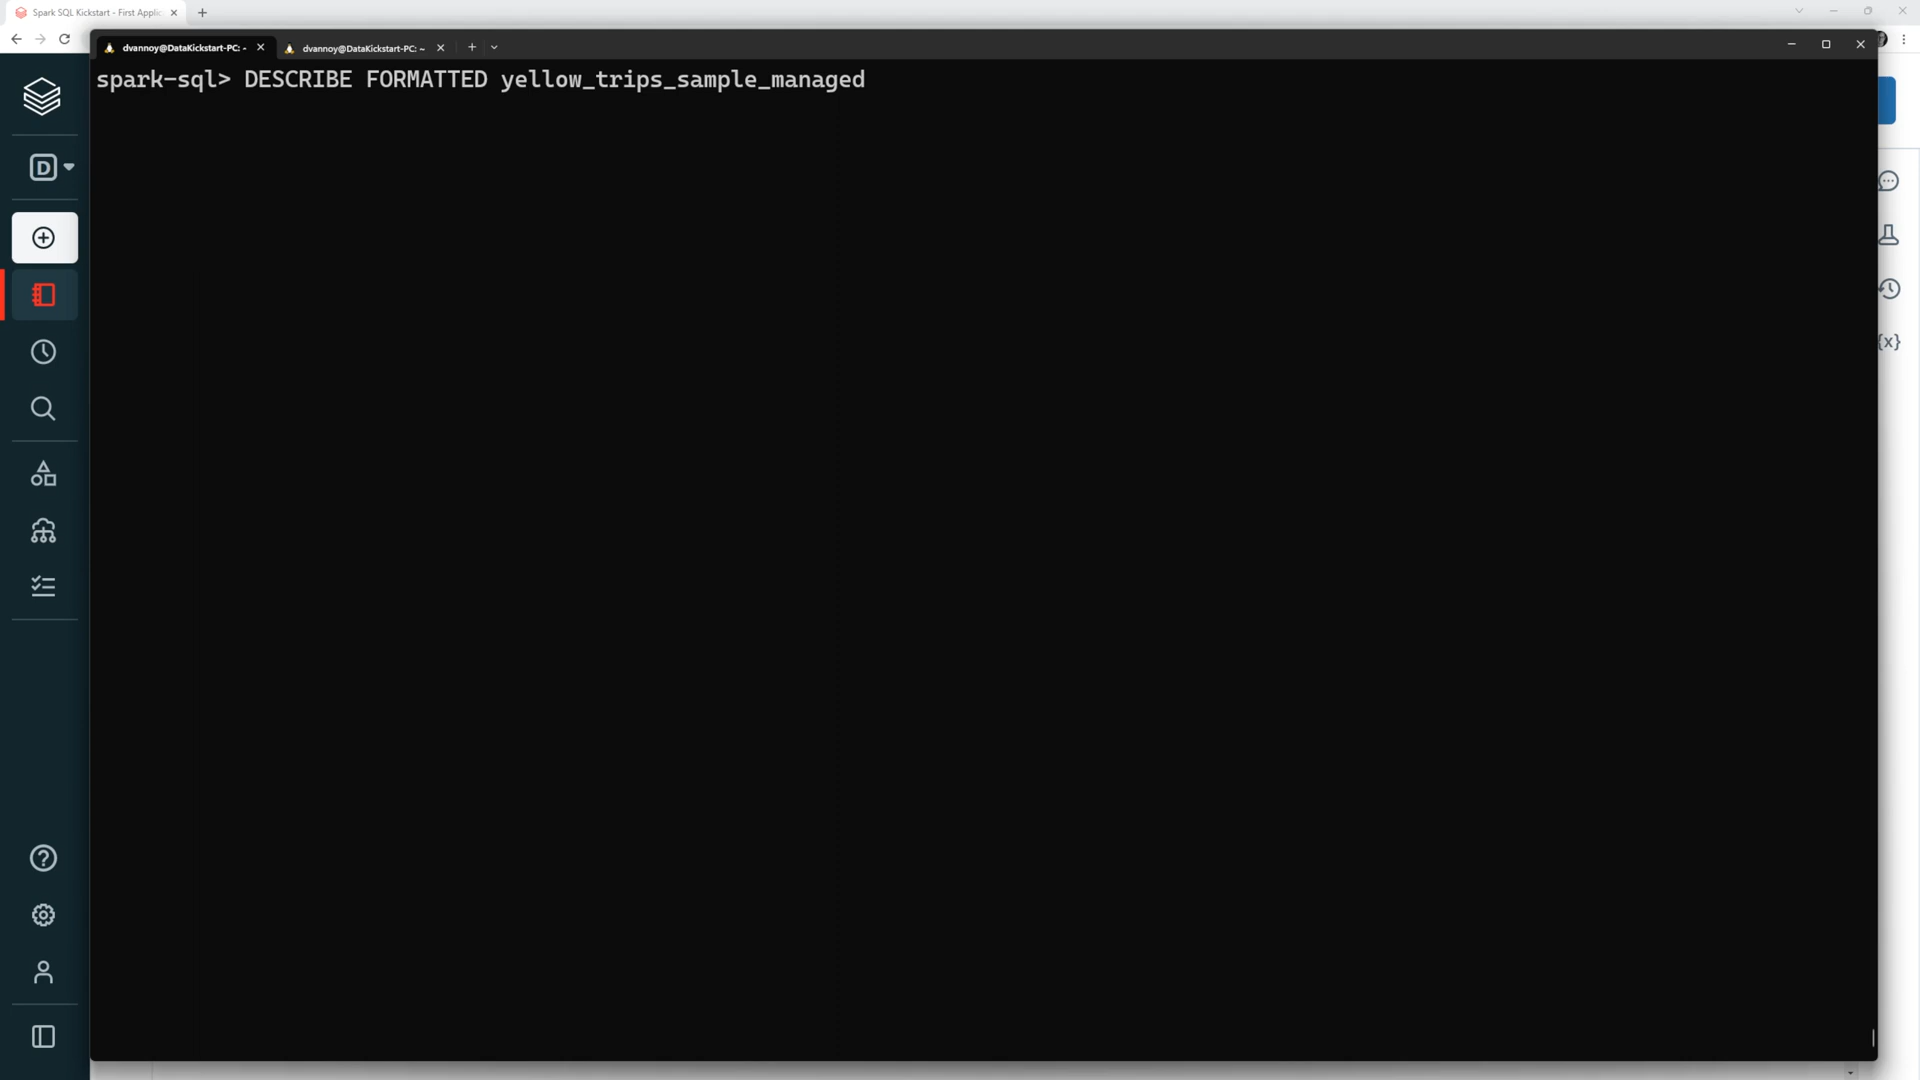 Spark SQL Kickstart - First Applic
dvannoy@DataKickstart-PC: -
dvannoy@DataKickstart-PC: ~
spark-sql> DESCRIBE FORMATTED yellow_trips_sample_managed
D
{x}